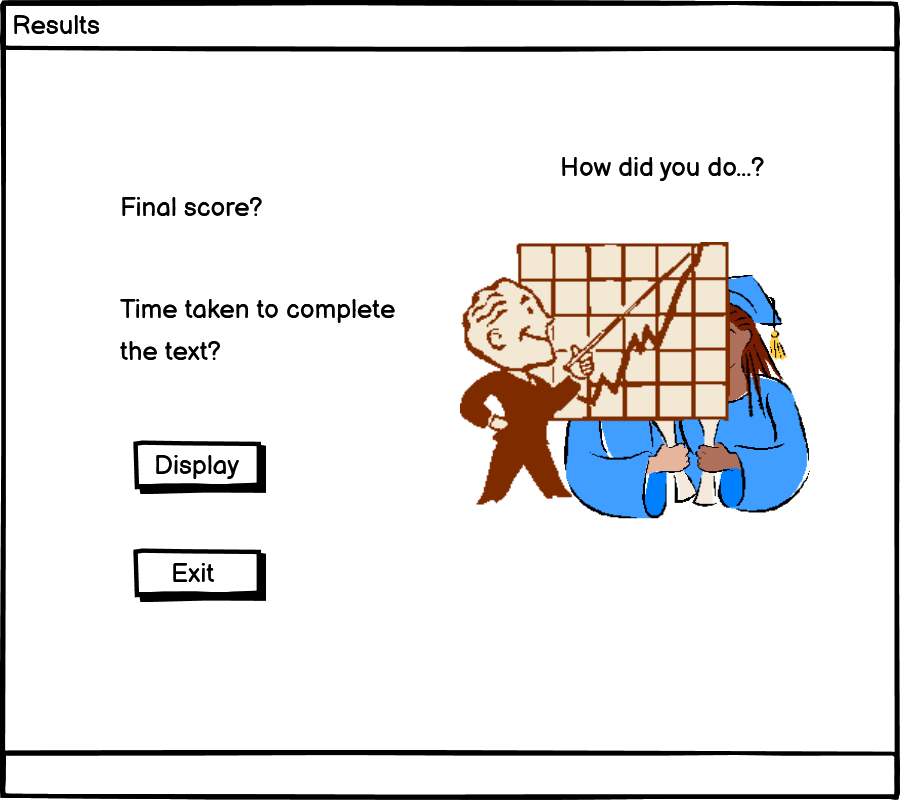 Results
How did you do...?
Final score?
Time taken to complete
the text?
Display
Exit